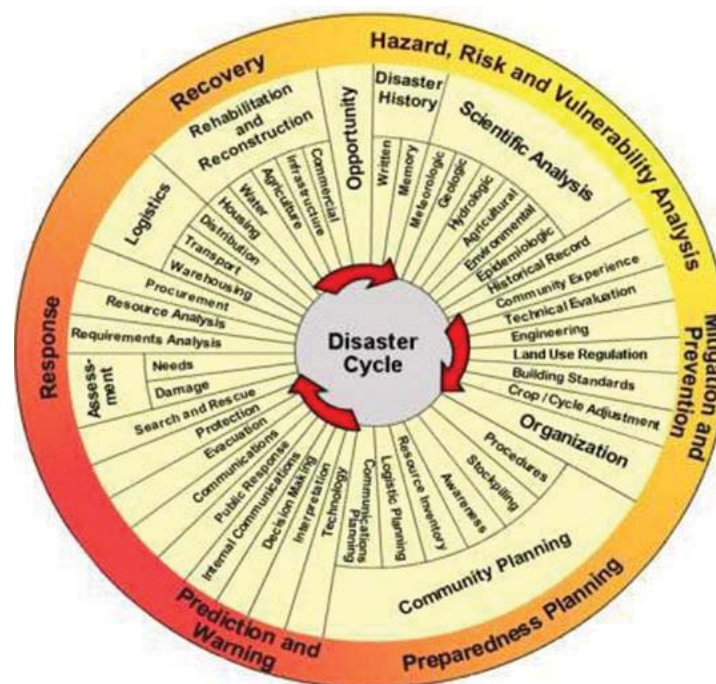 Hazard, Risk and Vulnerability Analysis
Mitigation and
Prevention
Preparedness Planning
Prediction and
Warning
Response
Recovery
Disaster
History
Written
Memory
Scientific Analysis
Meteorologic
Geologic
Hydrologic
Agricultural
Environmental
Epidemiologic
Historical Record
Community Experience
Technical Evaluation
Engineering
Land Use Regulation
Building Standards
Crop / Cycle Adjustment
Organization
Procedures
Stockpiling
Community Planning
Awareness
Resource Inventory
Logistic Planning
Communications
Planning
Technology
Interpretation
Decision Making
Internal Communications
Public Response
Communications
Evacuation
Protection
Search and Rescue
Assess-
ment
Damage
Needs
Requirements Analysis
Resource Analysis
Procurement
Logistics
Warehousing
Transport
Distribution
Rehabilitation
and
Reconstruction
Housing
Water
Agriculture
Infrastructure
Commercial
Opportunity
Disaster
Cycle